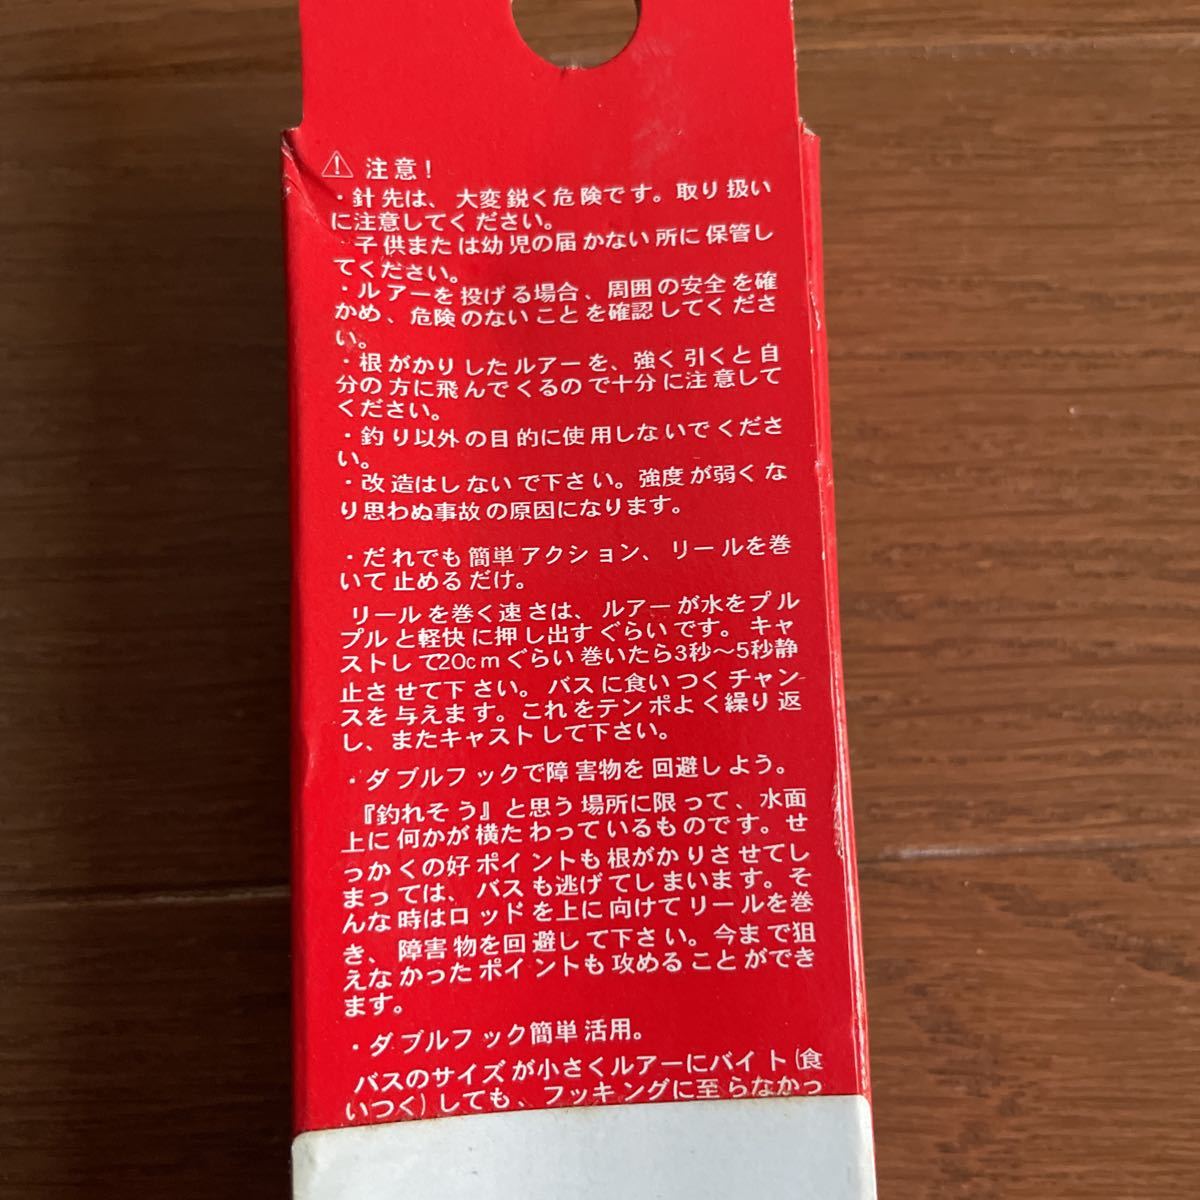 ⚠ 注意!
・針先は、大変鋭く危険です。取り扱い
に注意してください。
・子供または幼児の届かない所に保管し
てください。
・ルアーを投げる場合、周囲の安全を確
かめ、危険のないことを確認してくださ
い。
・根がかりしたルアーを、強く引くと自
分の方に飛んでくるので十分に注意して
ください。
・釣り以外の目的に使用しないでくださ
い。
・改造はしないで下さい。強度が弱くな
り思わぬ事故の原因になります。
・だれでも簡単アクション、リールを巻
いて止めるだけ。
リールを巻く速さは、ルアーが水をプル
プルと軽快に押し出すぐらいです。キャ
ストして20cmぐらい巻いたら3秒〜5秒静
止させて下さい。バスに食いつくチャン
スを与えます。これをテンポよく繰り返
し、またキャストして下さい。
・ダブルフックで障害物を回避しよう。
『釣れそう』と思う場所に限って、水面
上に何かが横たわっているものです。せ
っかくの好ポイントも根がかりさせてし
まっては、バスも逃げてしまいます。そ
んな時はロッドを上に向けてリールを巻
き、障害物を回避して下さい。今まで狙
えなかったポイントも攻めることができ
ます。
・ダブルフック簡単活用。
バスのサイズが小さくルアーにバイト(食
いつく)しても、フッキングに至らなかっ